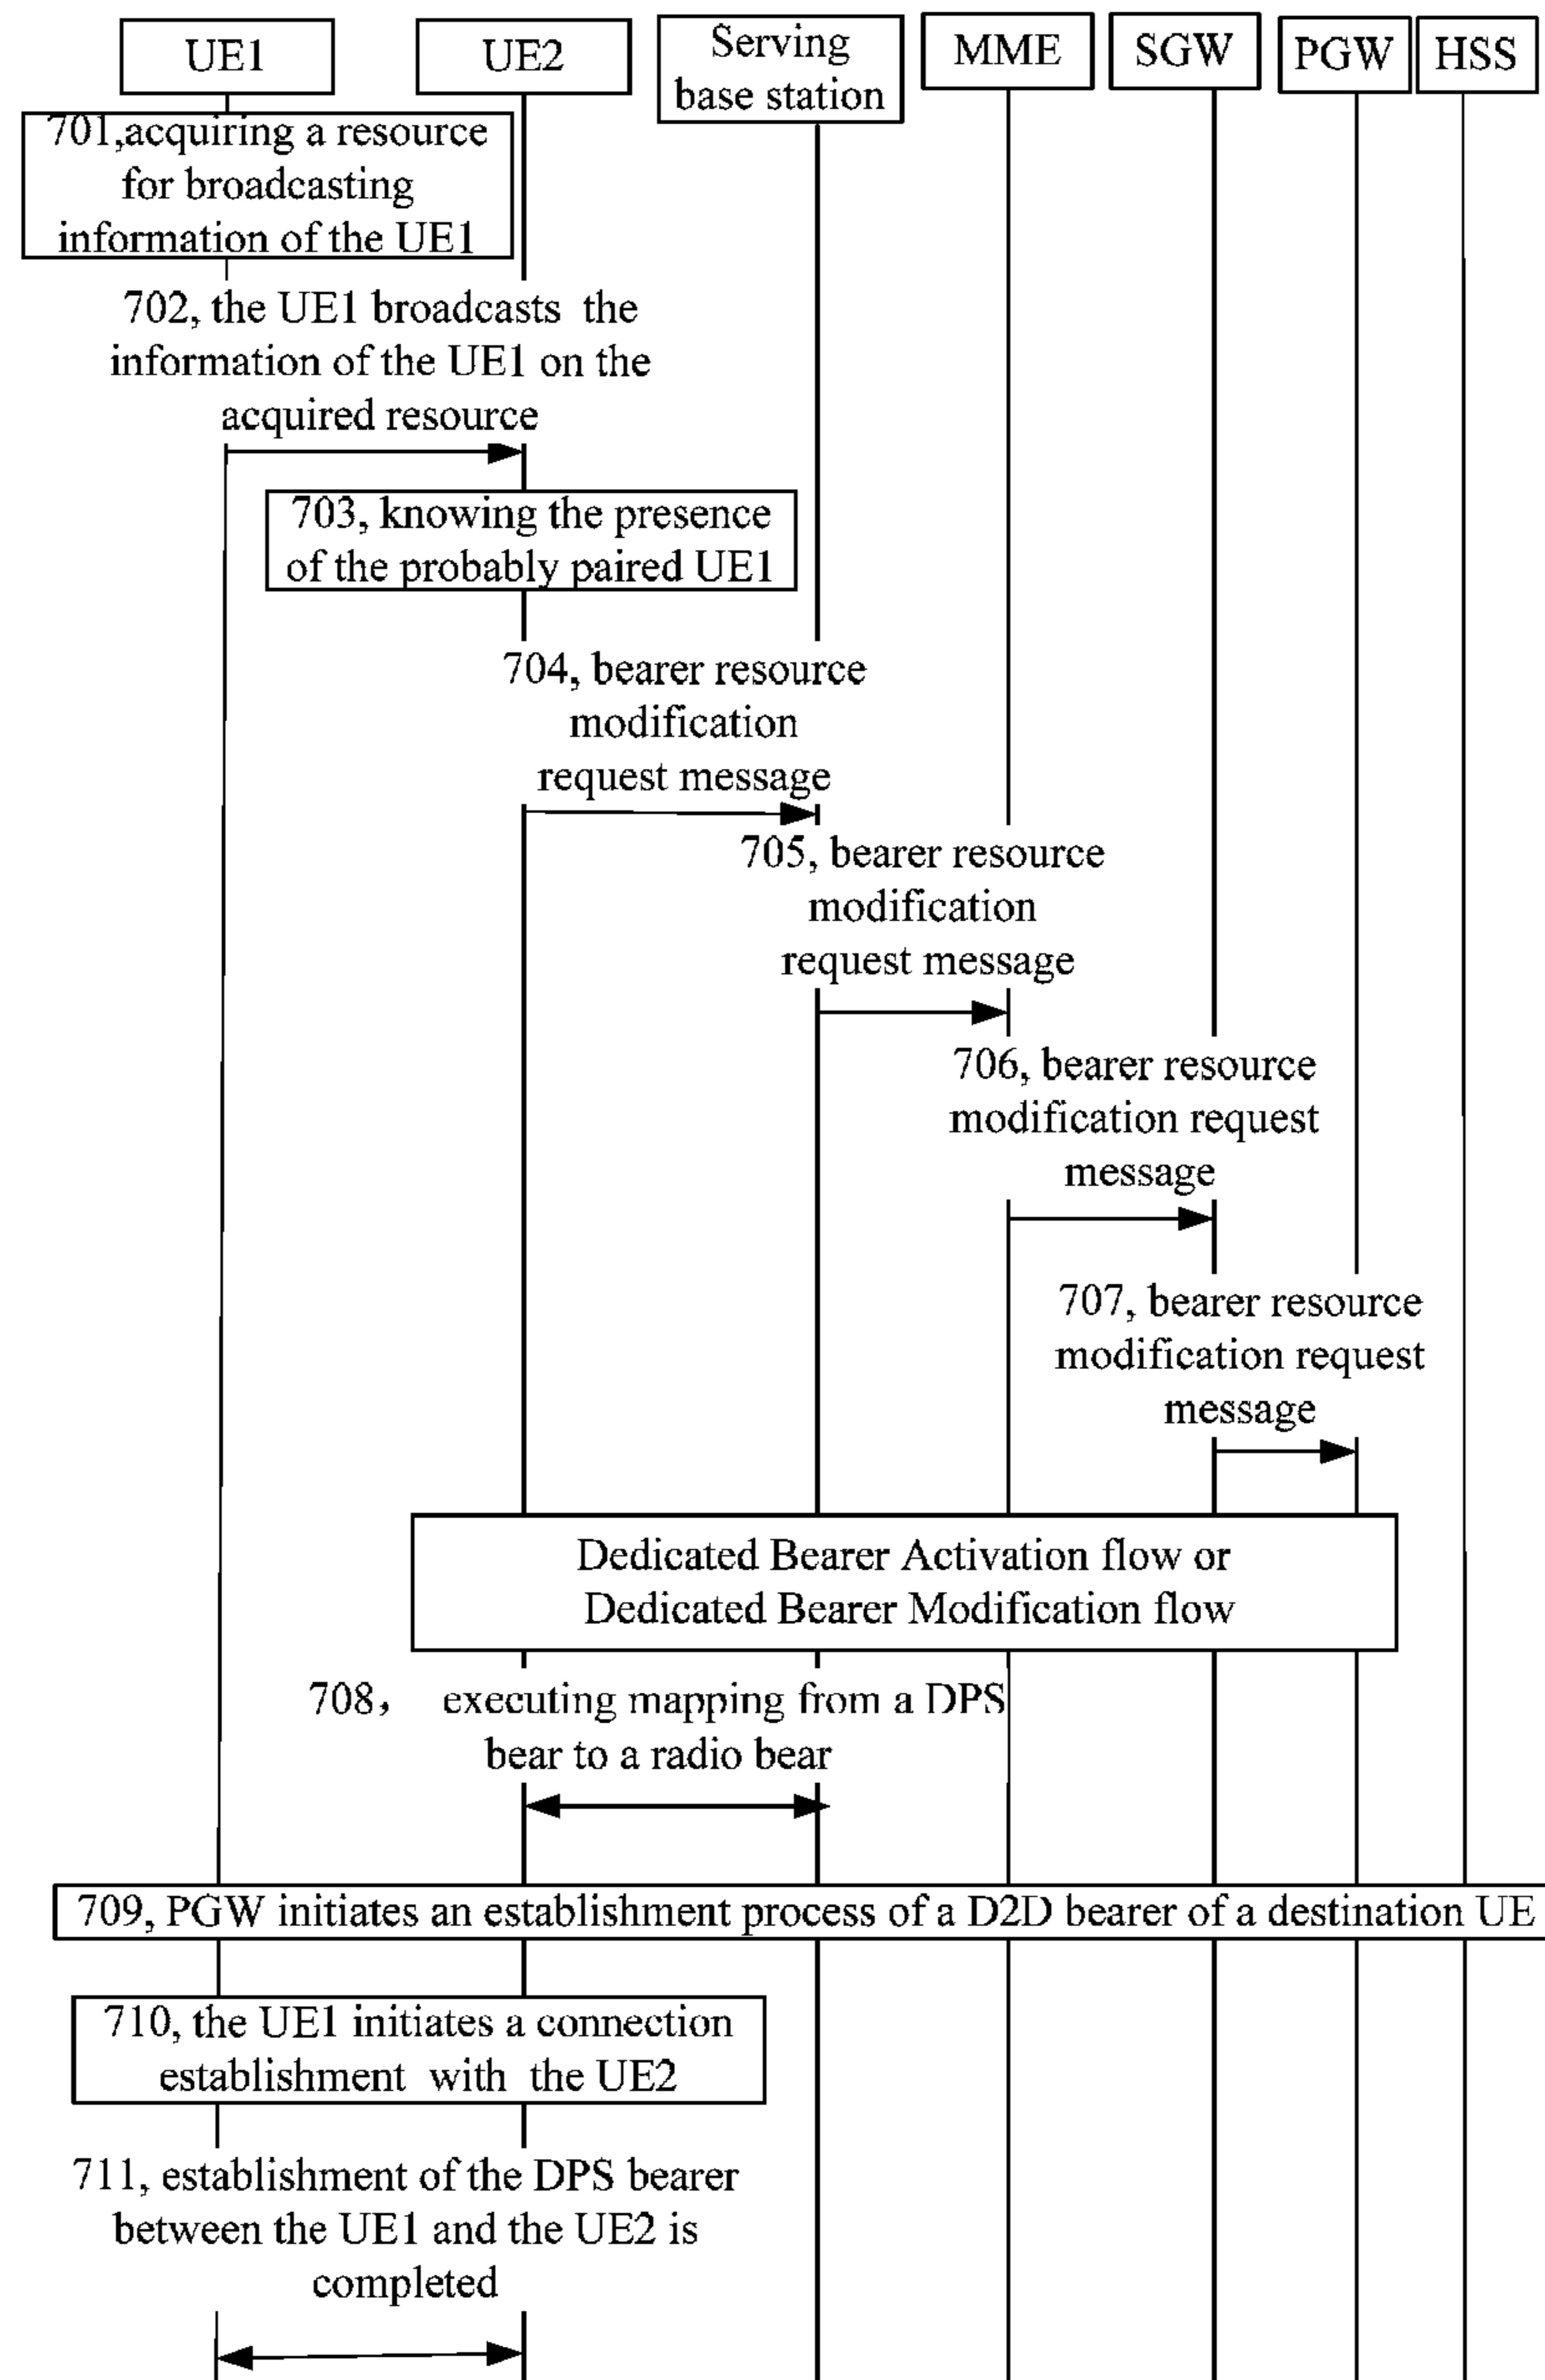 UE1
UE2
Serving
base station
MME
SGW
PGW
HSS
701,acquiring a resource
for broadcasting
information of the UE1
702, the UE1 broadcasts the
information of the UE1 on the
acquired resource
703, knowing the presence
of the probably paired UE1
704, bearer resource
modification
request message
705, bearer resource
modification
request message
706, bearer resource
modification request
message
707, bearer resource
modification request
message
Dedicated Bearer Activation flow or
Dedicated Bearer Modification flow
708, executing mapping from a DPS
bear to a radio bear
709, PGW initiates an establishment process of a D2D bearer of a destination UE
710, the UE1 initiates a connection
establishment with the UE2
711, establishment of the DPS bearer
between the UE1 and the UE2 is
completed